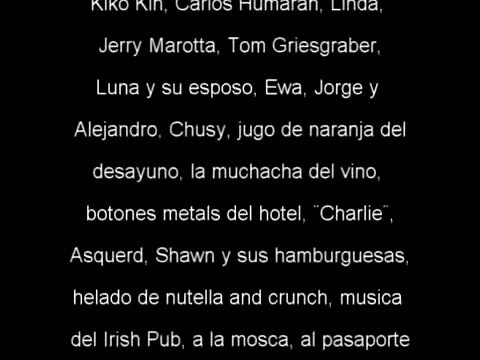 Kiko Kin, Carlos Humaran, Linda,
Jerry Marotta, Tom Griesgraber,
Luna y su esposo, Ewa, Jorge y
Alejandro, Chusy, jugo de naranja del
desayuno, la muchacha del vino,
botones metals del hotel, ¨Charlie¨,
Asquerd, Shawn y sus hamburguesas,
helado de nutella and crunch, musica
del Irish Pub, a la mosca, al pasaporte